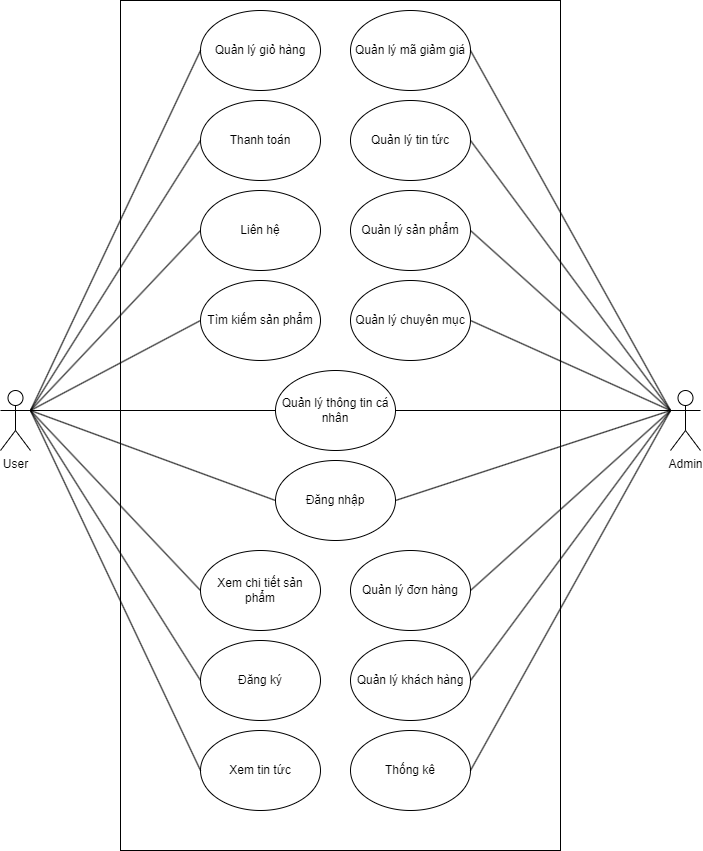 Quản lý giỏ hàng
Quản lý mã giảm giá
Thanh toán
Quản lý tin tức
Liên hệ
Quản lý sản phẩm
Tìm kiếm sản phẩm
Quản lý chuyên mục
Quản lý thông tin cá
nhân
User
Admin
Đăng nhập
Xem chi tiết sản
phẩm
Quản lý đơn hàng
Đăng ký
Quản lý khách hàng
Xem tin tức
Thống kê